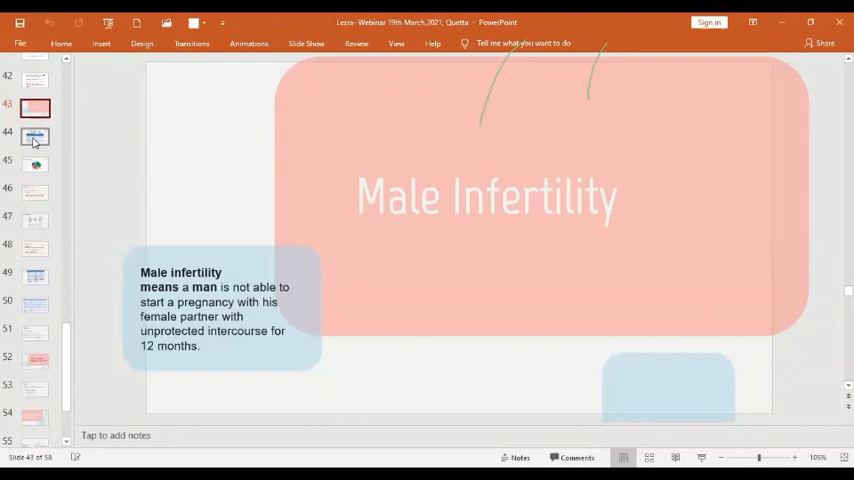 Lezra- Webinar 19th March,2021, Quetta - PowerPoint
Sign in
File Home Insert Design Transitions Animations Slide Show Review View Help Tell me what you want to do Share
42
43
44
45
46
47
48
49
50
51
52
53
54
55
Male Infertility
Male infertility
means a man is not able to
start a pregnancy with his
female partner with
unprotected intercourse for
12 months.
Tap to add notes
Slide 43 of 58 Notes Comments 105%